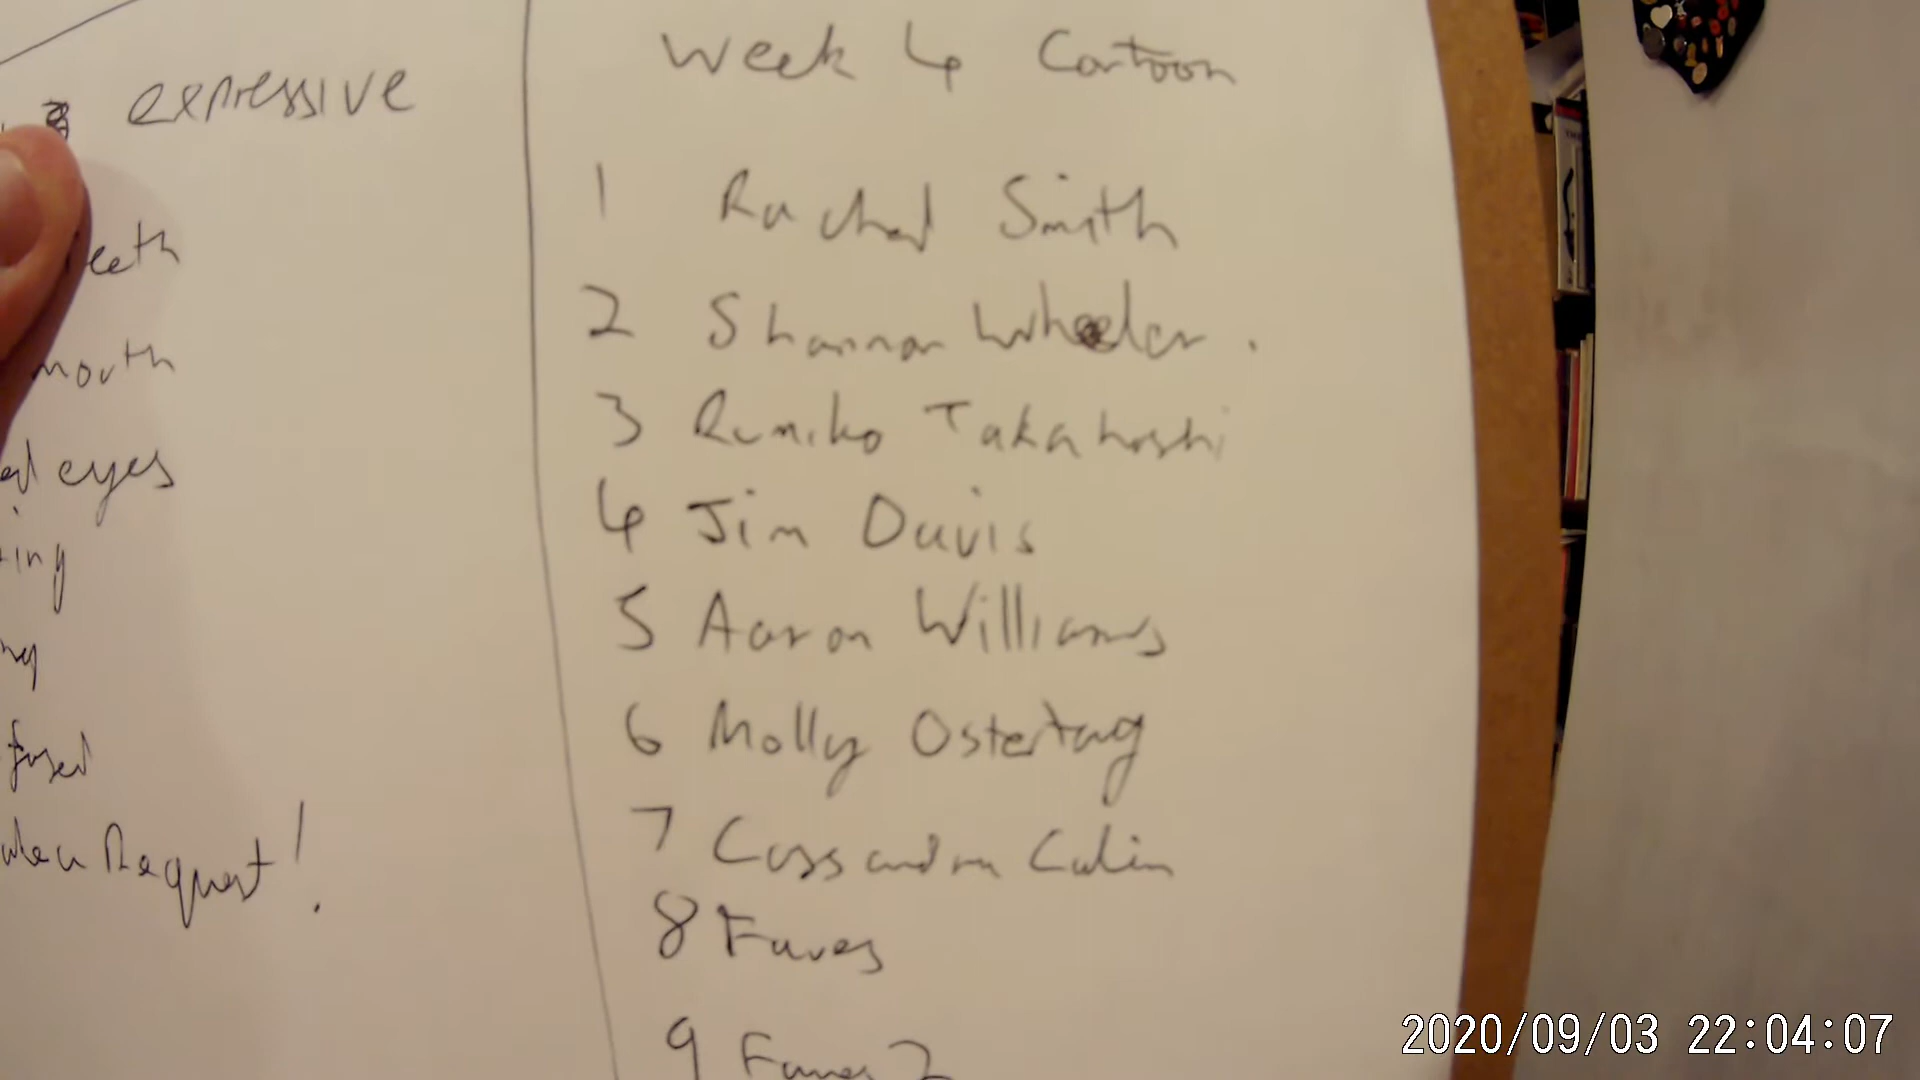 expressive
eeth
mouth
eyes
ing
Request!
Week 4 Cartoon
1 Rachel Smith
2 Shannon Wheeler.
3 Rumiko Takahashi
4 Jim Davis
5 Aaron Williams
6 Molly Ostertag
7 Cassandra Calin
8 Faves
9 Faves 2
2020/09/03 22:04:07